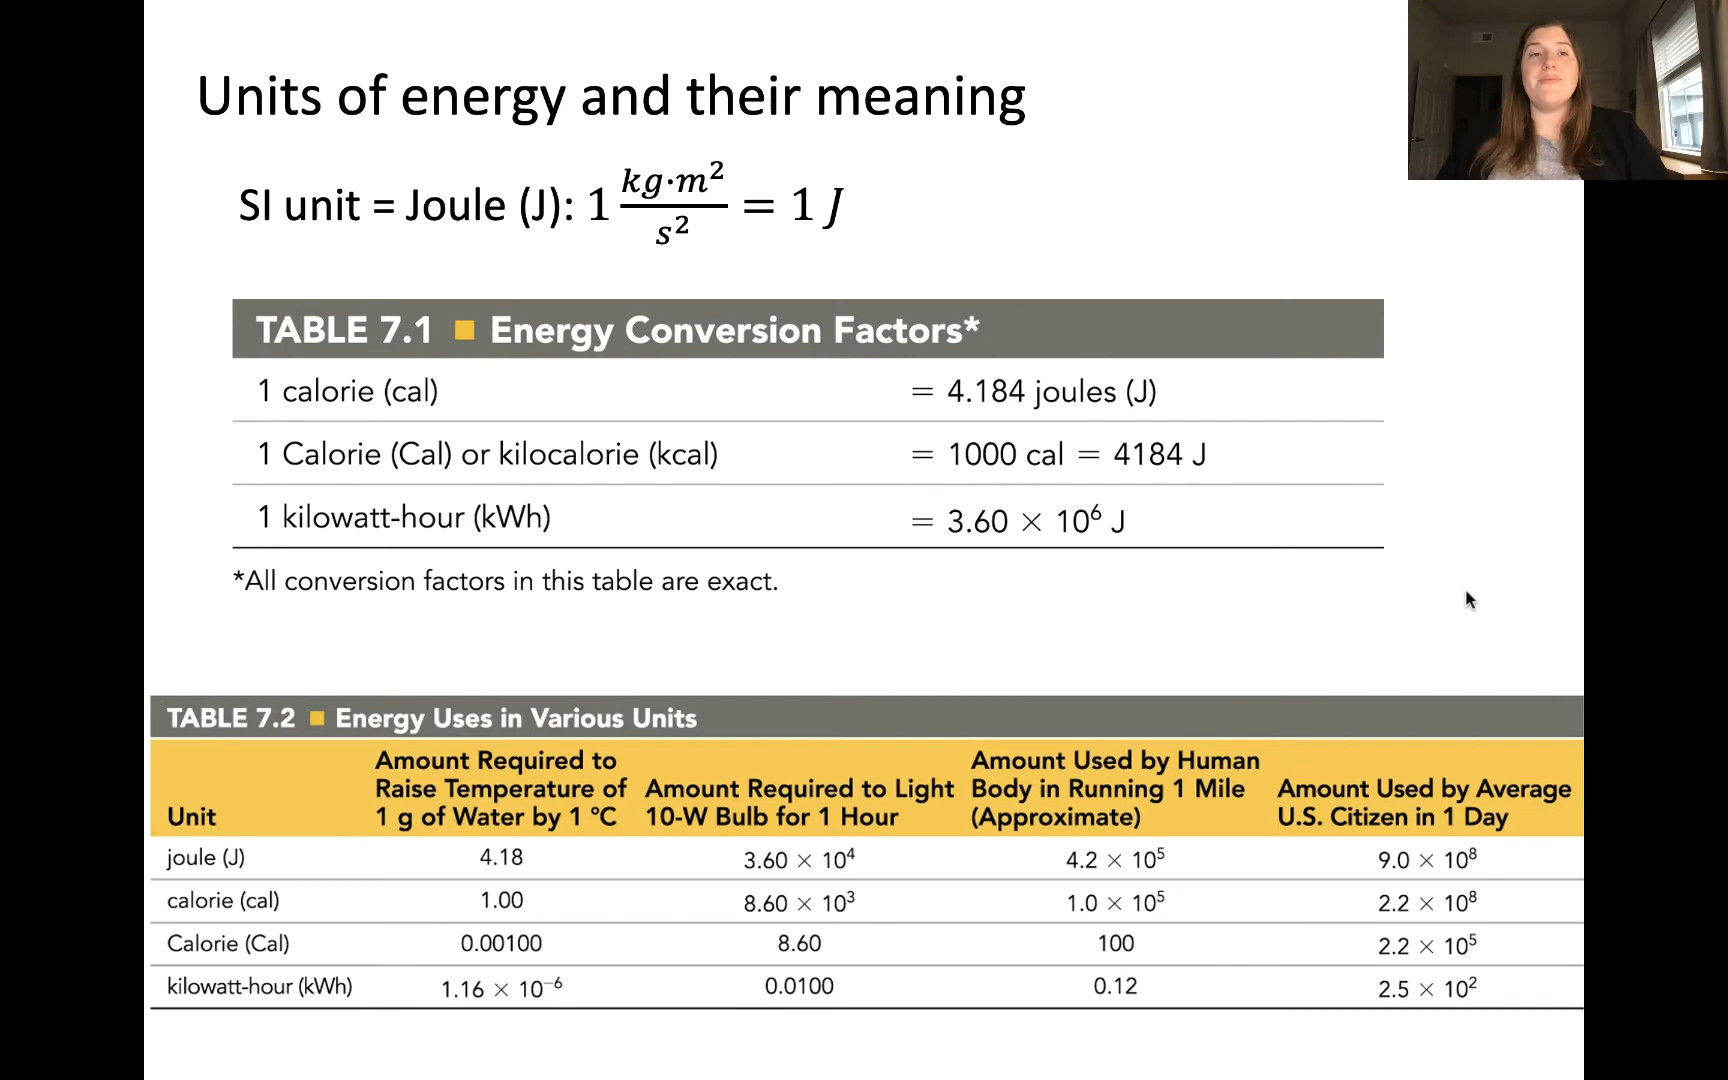 Units of energy and their meaning
SI unit = Joule (J): 1 kg·m²/s² = 1 J
TABLE 7.1 ■ Energy Conversion Factors*
1 calorie (cal) = 4.184 joules (J)
1 Calorie (Cal) or kilocalorie (kcal) = 1000 cal = 4184 J
1 kilowatt-hour (kWh) = 3.60 × 10⁶ J
*All conversion factors in this table are exact.
TABLE 7.2 ■ Energy Uses in Various Units
Unit
Amount Required to
Raise Temperature of
1 g of Water by 1 °C
Amount Required to Light
10-W Bulb for 1 Hour
Amount Used by Human
Body in Running 1 Mile
(Approximate)
Amount Used by Average
U.S. Citizen in 1 Day
joule (J) 4.18 3.60 × 10⁴ 4.2 × 10⁵ 9.0 × 10⁸
calorie (cal) 1.00 8.60 × 10³ 1.0 × 10⁵ 2.2 × 10⁸
Calorie (Cal) 0.00100 8.60 100 2.2 × 10⁵
kilowatt-hour (kWh) 1.16 × 10⁻⁶ 0.0100 0.12 2.5 × 10²